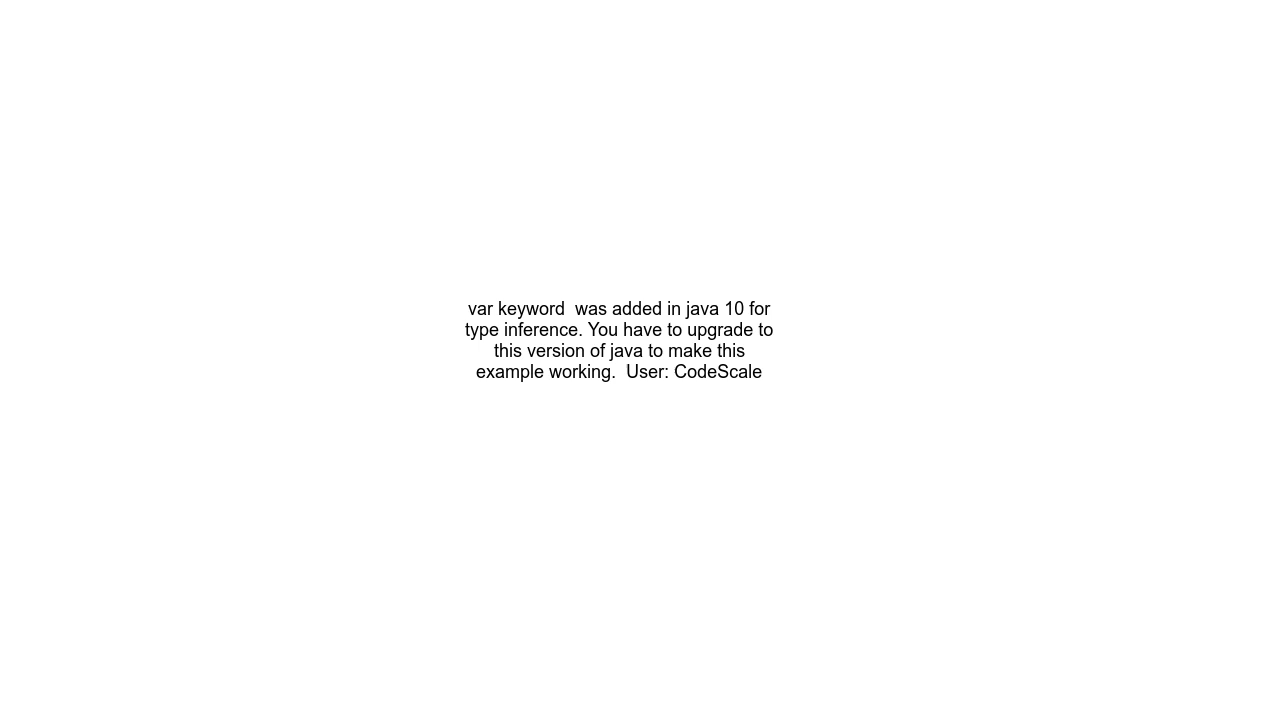 var keyword  was added in java 10 for
type inference. You have to upgrade to
this version of java to make this
example working.  User: CodeScale